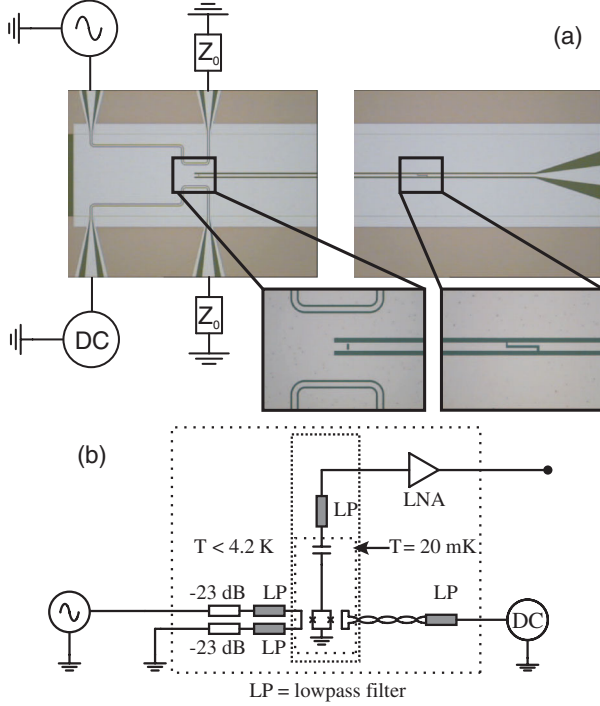 (a)
Z0
DC
Z0
(b)
LP
LNA
T < 4.2 K
T = 20 mK
-23 dB
LP
LP
-23 dB
LP
DC
LP = lowpass filter